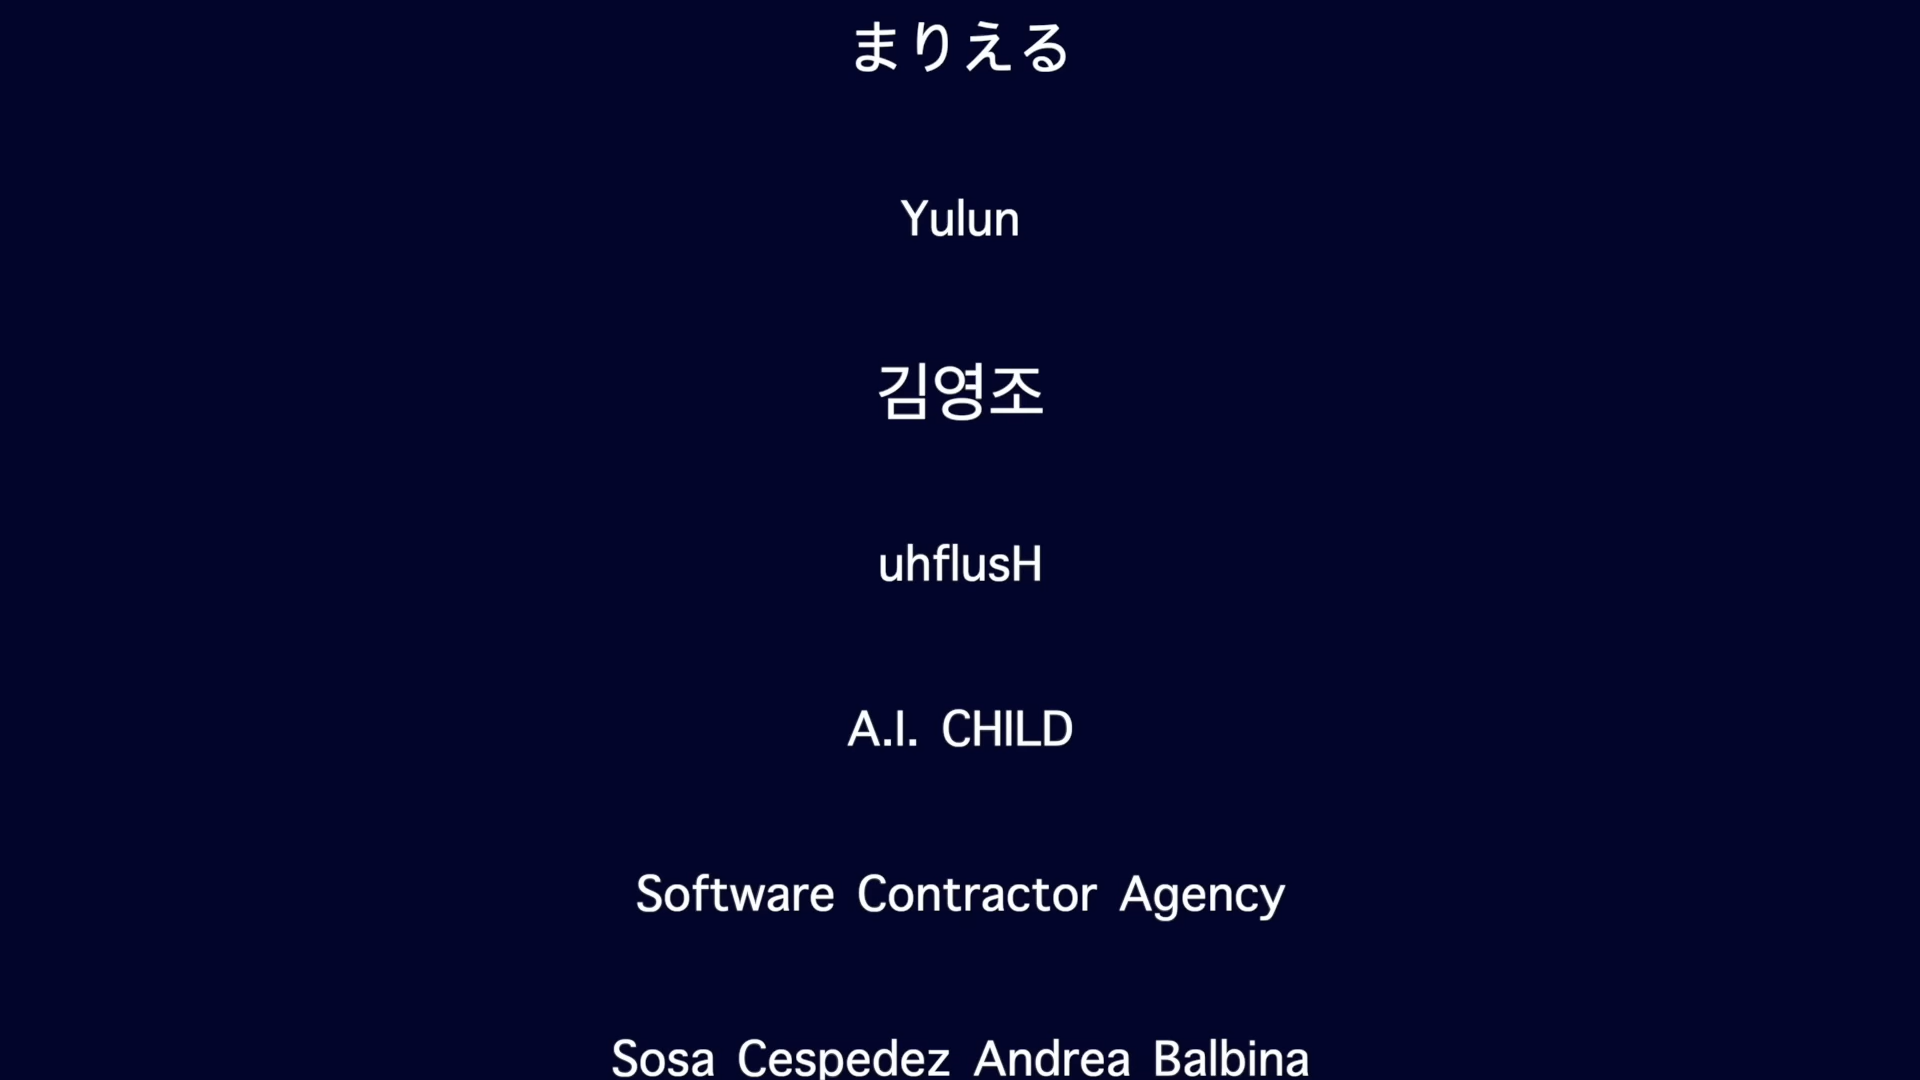 まりえる
Yulun
김영조
uhflusH
A.I. CHILD
Software Contractor Agency
Sosa Cespedez Andrea Balbina